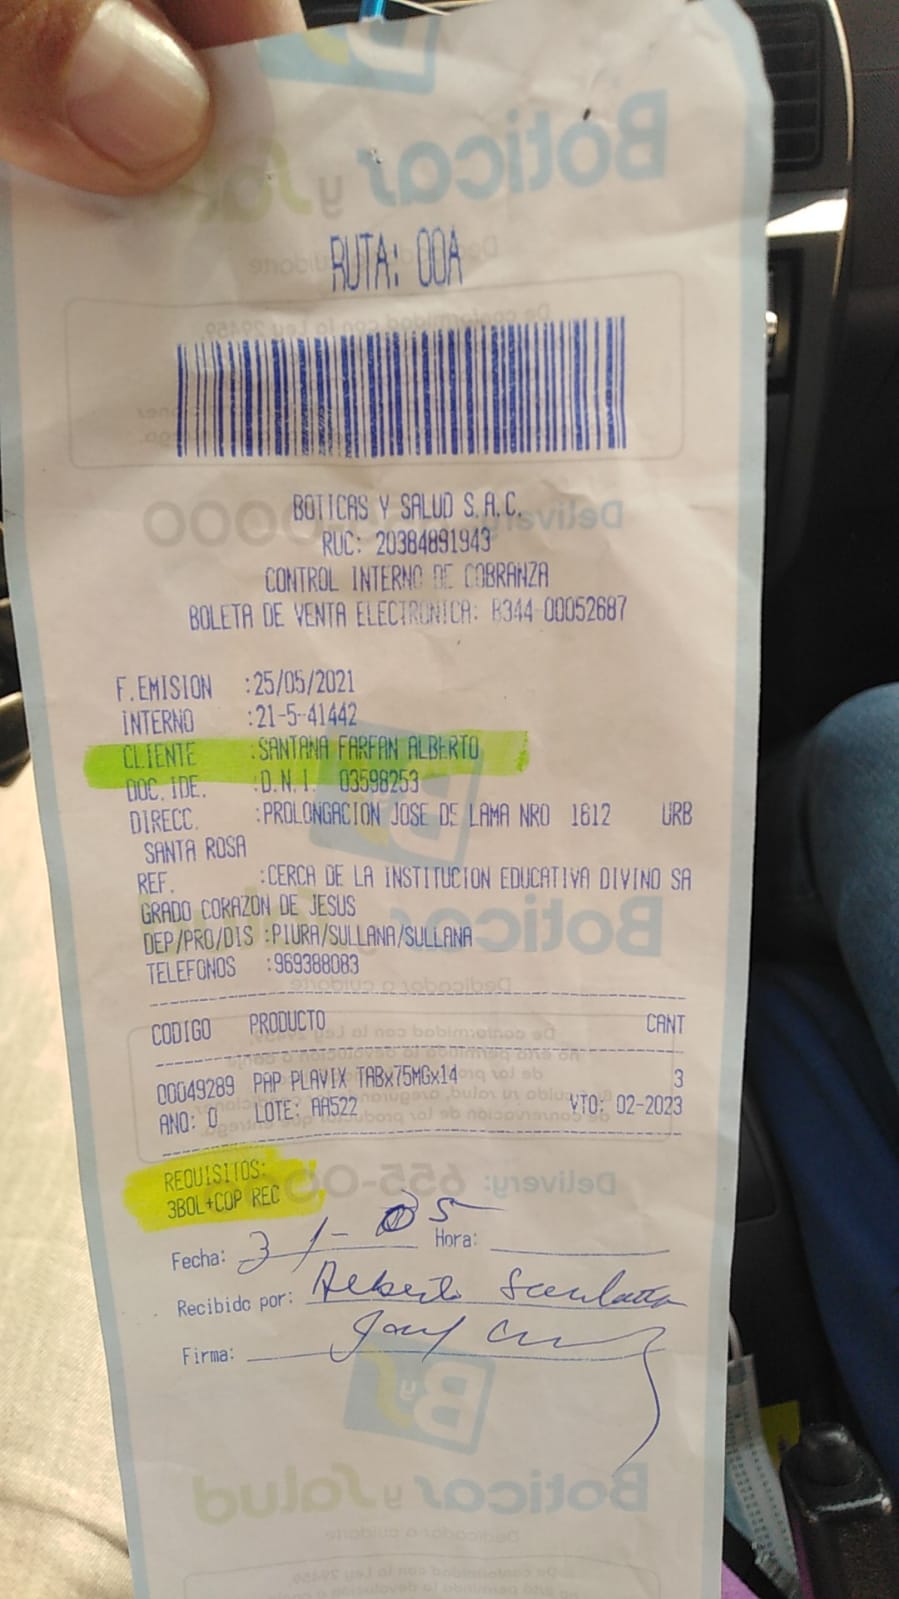 RUTA: 00A
BOTICAS Y SALUD S.A.C.
RUC: 20384891943
CONTROL INTERNO DE COBRANZA
BOLETA DE VENTA ELECTRONICA: B344-00052687
F.EMISION :25/05/2021
INTERNO :21-5-41442
CLIENTE :SANTANA FARFAN ALBERTO
DOC. IDE. :D.N.I. 03598253
DIRECC. :PROLONGACION JOSE DE LAMA NRO 1612 URB
SANTA ROSA
REF. :CERCA DE LA INSTITUCION EDUCATIVA DIVINO SA
GRADO CORAZON DE JESUS
DEP/PRO/DIS :PIURA/SULLANA/SULLANA
TELEFONOS :969388083
CODIGO PRODUCTO CANT
00049289 PAP PLAVIX TABx75MGx14 3
ANO: 0 LOTE: AA522 VTO: 02-2023
REQUISITOS:
3BOL+COP REC
Fecha: 31-05 Hora:
Recibido por: Alberto
Firma:
Boticas y Salud